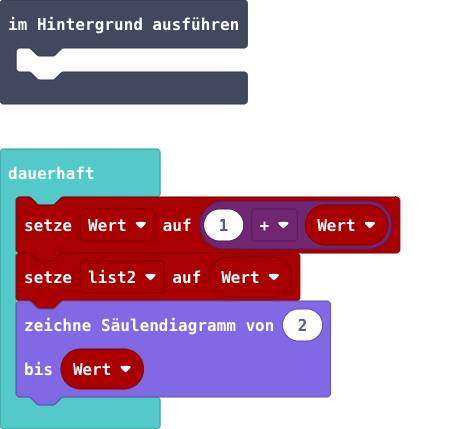 im Hintergrund ausführen
dauerhaft
setze Wert auf 1 + Wert
setze list2 auf Wert
zeichne Säulendiagramm von 2
bis Wert